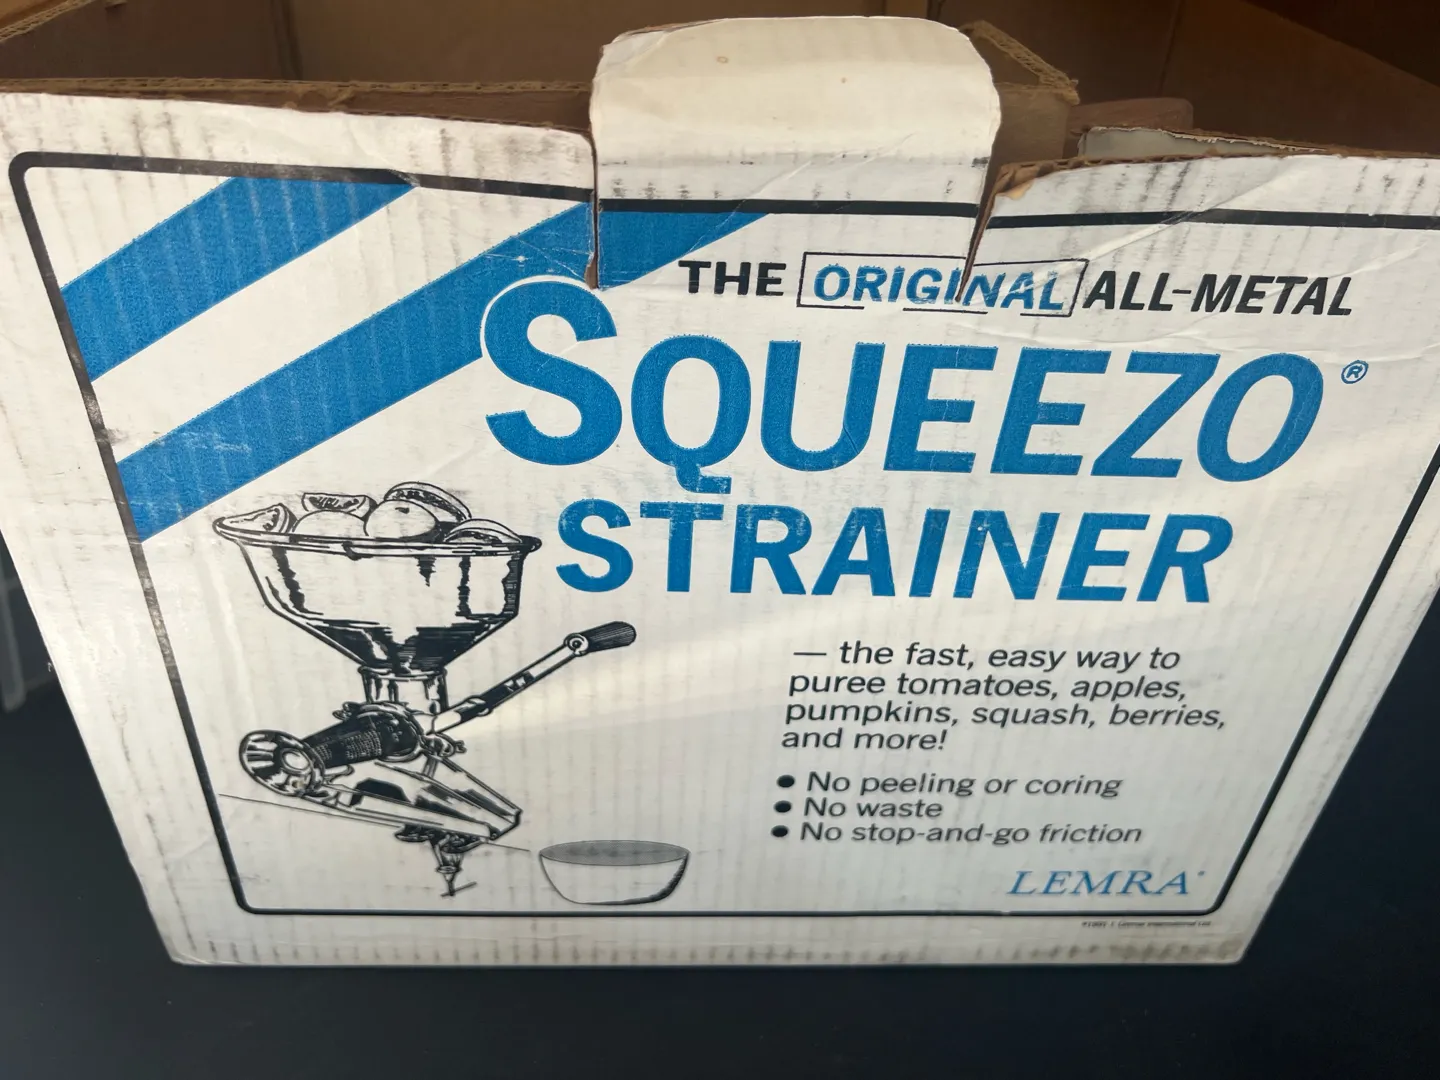 THE ORIGINAL ALL-METAL
SQUEEZO®
STRAINER
— the fast, easy way to
puree tomatoes, apples,
pumpkins, squash, berries,
and more!
● No peeling or coring
● No waste
● No stop-and-go friction
LEMRA